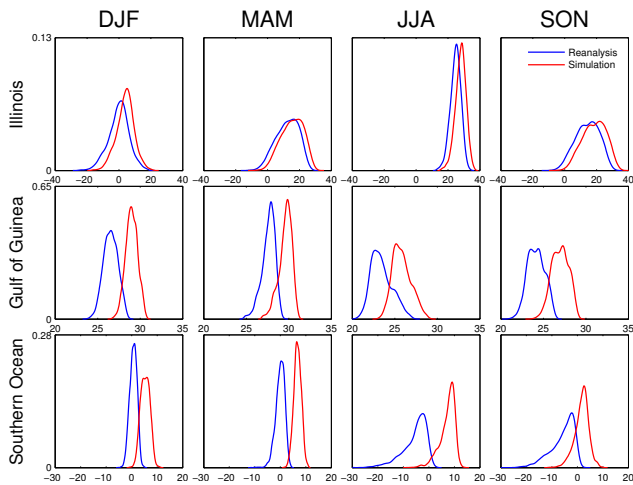 DJF MAM JJA SON
Illinois
0.13
0
−40 −20 0 20 40
−40 −20 0 20 40
−40 −20 0 20 40
−40 −20 0 20 40
Reanalysis
Simulation
Gulf of Guinea
0.65
0
20 25 30 35
20 25 30 35
20 25 30 35
20 25 30 35
Southern Ocean
0.28
0
−30 −20 −10 0 10 20
−30 −20 −10 0 10 20
−30 −20 −10 0 10 20
−30 −20 −10 0 10 20